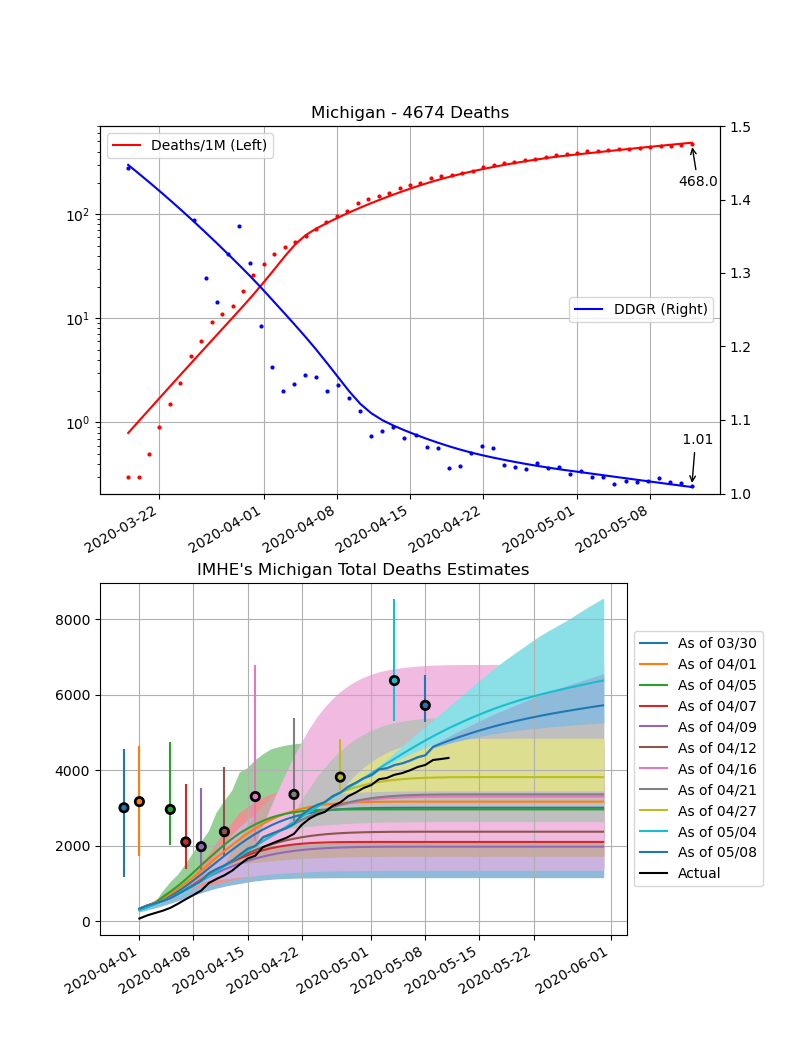 Michigan - 4674 Deaths
Deaths/1M (Left)
DDGR (Right)
468.0
1.01
10²
10¹
10⁰
1.5
1.4
1.3
1.2
1.1
1.0
2020-03-22
2020-04-01
2020-04-08
2020-04-15
2020-04-22
2020-05-01
2020-05-08
IMHE's Michigan Total Deaths Estimates
8000
6000
4000
2000
0
2020-04-01
2020-04-08
2020-04-15
2020-04-22
2020-05-01
2020-05-08
2020-05-15
2020-05-22
2020-06-01
As of 03/30
As of 04/01
As of 04/05
As of 04/07
As of 04/09
As of 04/12
As of 04/16
As of 04/21
As of 04/27
As of 05/04
As of 05/08
Actual